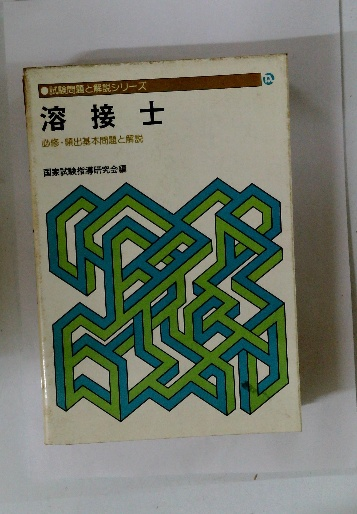 ●試験問題と解説シリーズ
溶接士
必修・頻出基本問題と解説
国家試験指導研究会編